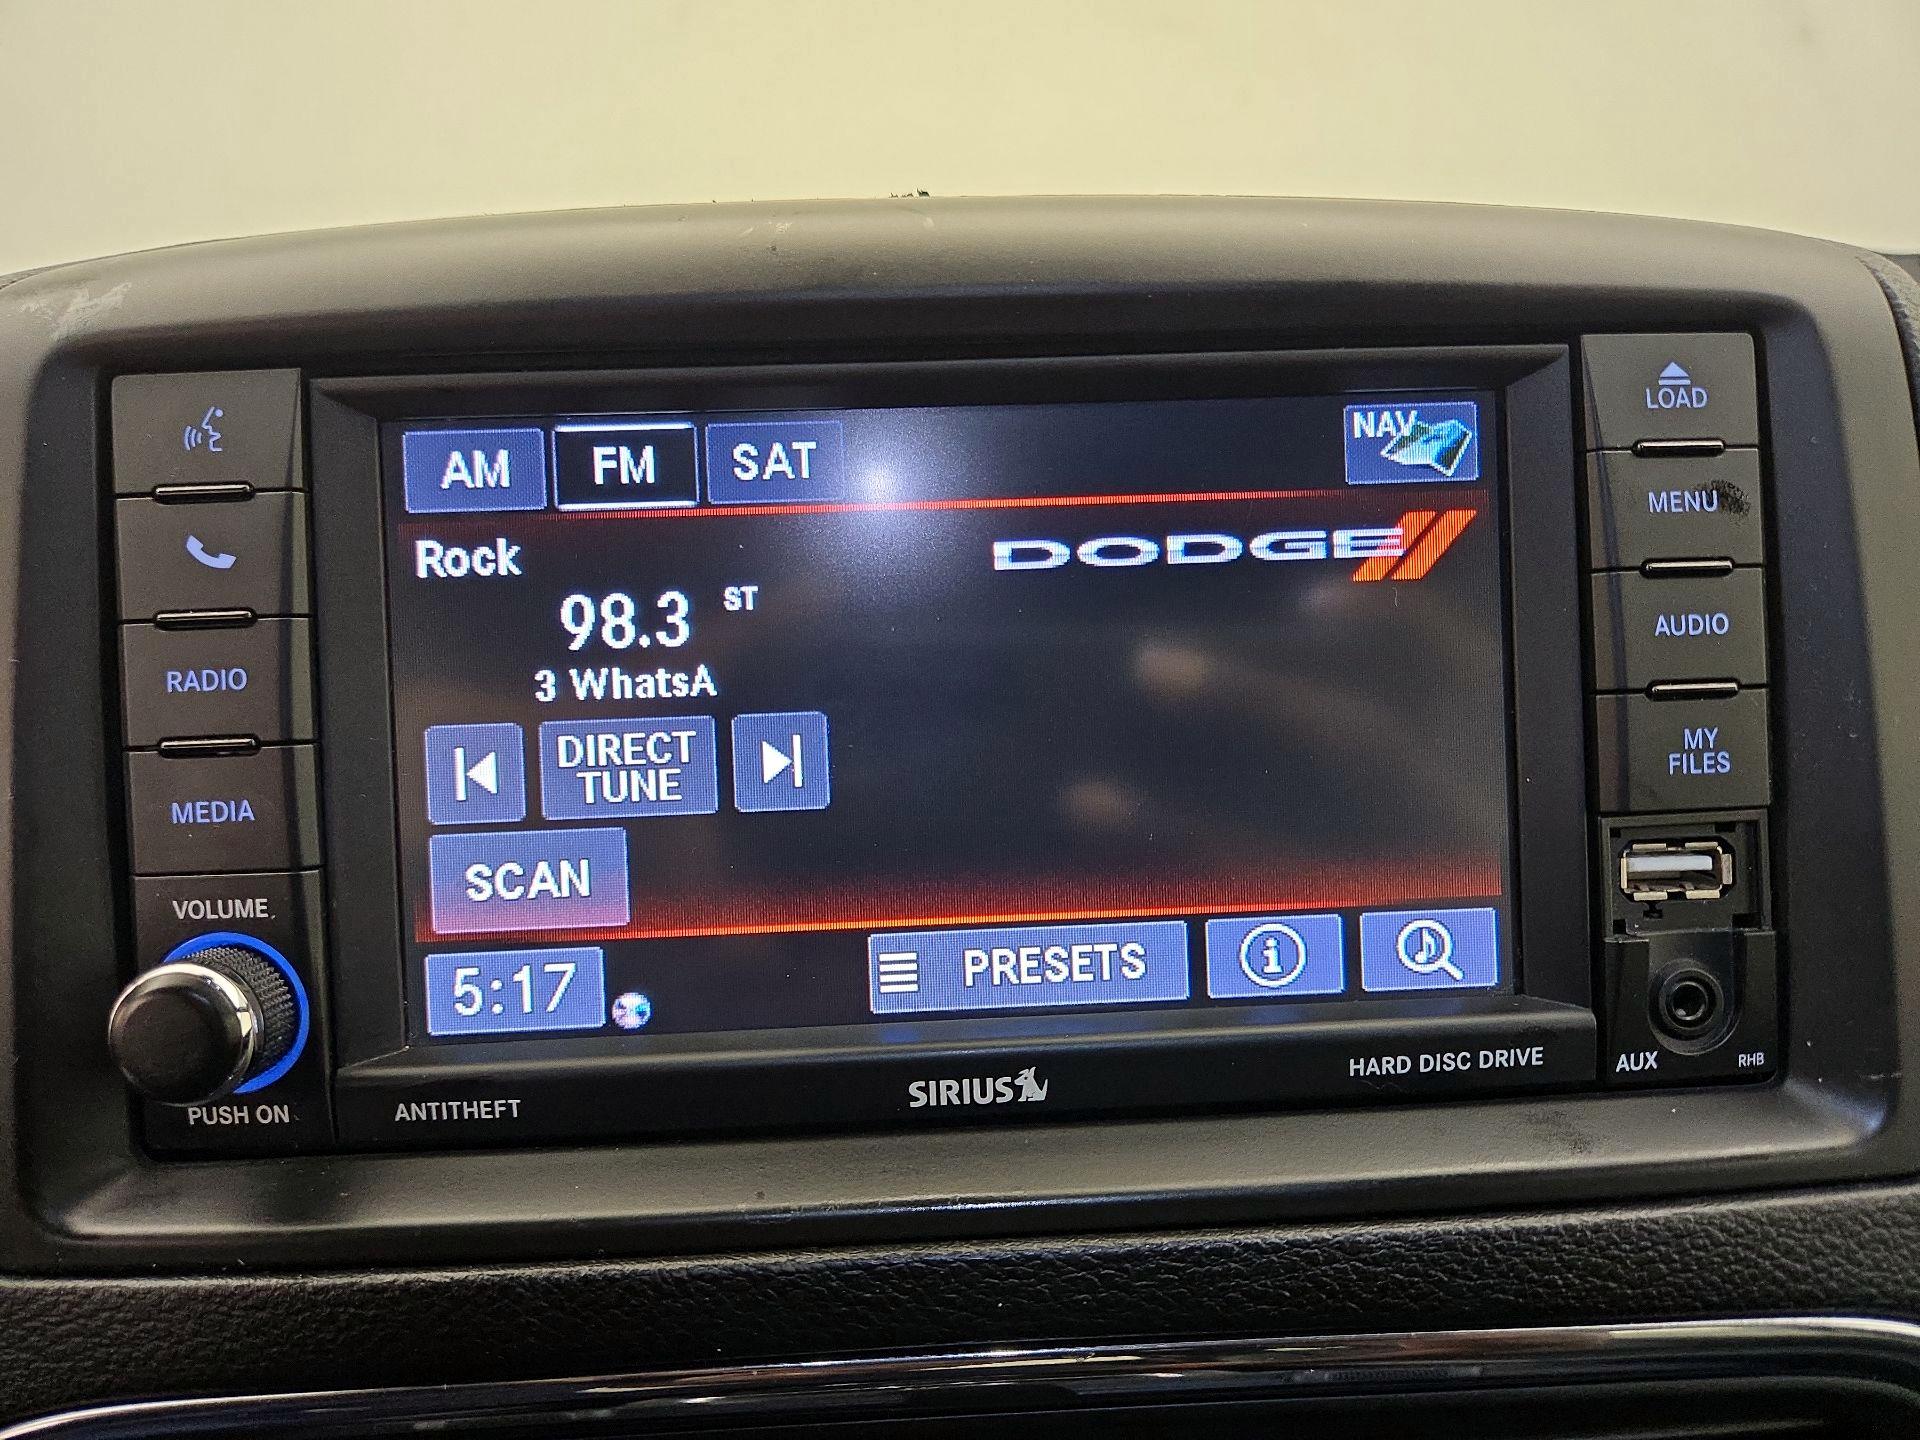 LOAD
AM FM SAT NAV
MENU
Rock
DODGE
98.3 ST
3 WhatsA
RADIO
AUDIO
DIRECT
TUNE
MY
FILES
MEDIA
SCAN
VOLUME
5:17 PRESETS
PUSH ON
ANTITHEFT
SIRIUS
HARD DISC DRIVE
AUX RHB